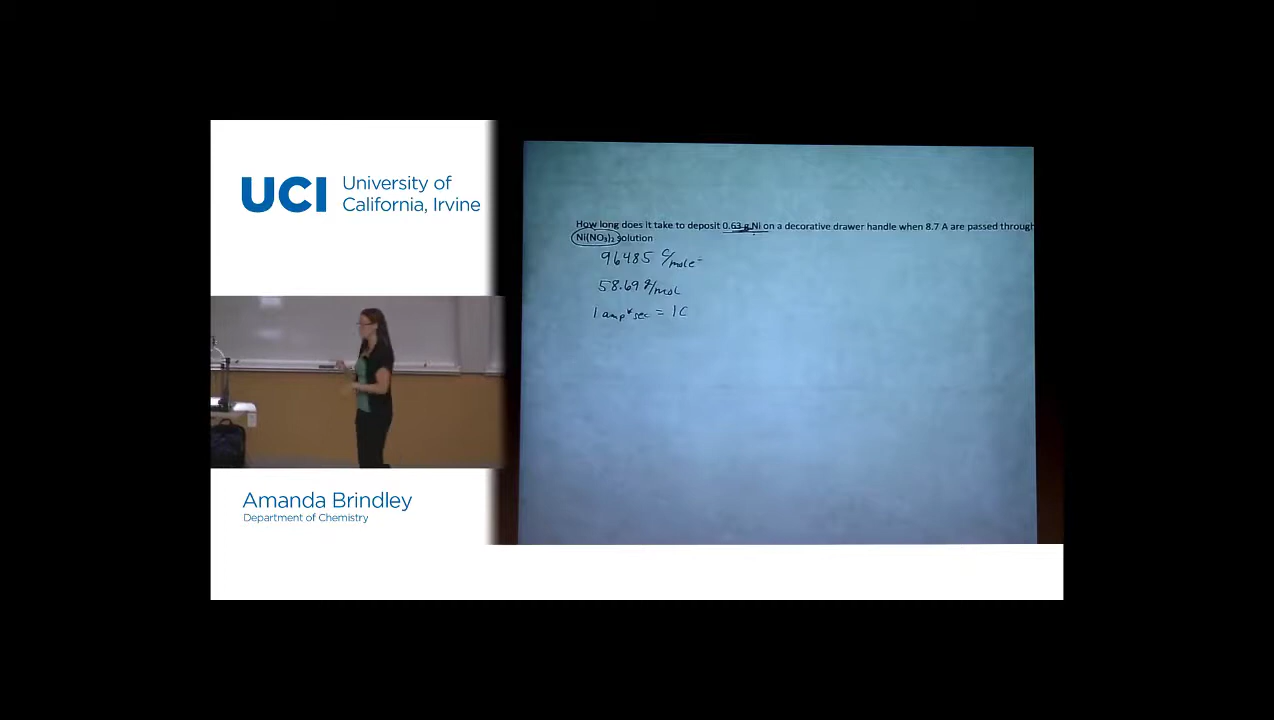 UCI University of
California, Irvine
How long does it take to deposit 0.63 g Ni on a decorative drawer handle when 8.7 A are passed through
Ni(NO₃)₂ solution
96485 C/mol e⁻
58.69 g/mol
1 amp*sec = 1C
Amanda Brindley
Department of Chemistry